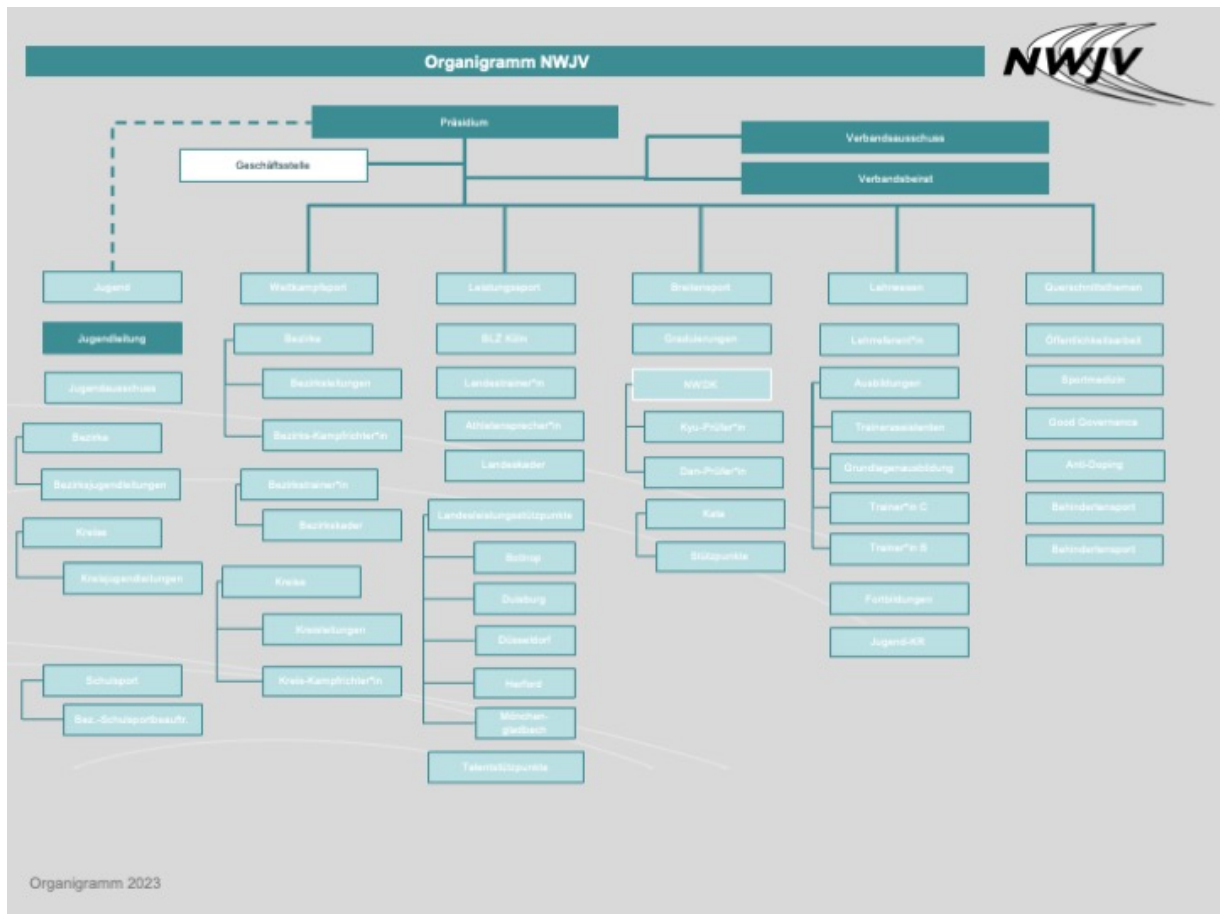 Organigramm NWJV
NWJV
Präsidium
Geschäftsstelle
Verbandsausschuss
Verbandsbeirat
Jugend
Jugendleitung
Jugendausschuss
Bezirke
Bezirksjugendleitungen
Kreise
Kreisjugendleitungen
Schulsport
Bez.-Schulsportbeauftr.
Wettkampfsport
Bezirke
Bezirksleitungen
Bezirks-Kampfrichter*in
Bezirkstrainer*in
Bezirkskader
Kreise
Kreisleitungen
Kreis-Kampfrichter*in
Leistungssport
BLZ Köln
Landestrainer*in
Athletensprecher*in
Landeskader
Landesleistungsstützpunkte
Bottrop
Duisburg
Düsseldorf
Herford
Mönchen-
gladbach
Talentstützpunkte
Breitensport
Graduierungen
NWDK
Kyu-Prüfer*in
Dan-Prüfer*in
Kata
Stützpunkte
Lehrwesen
Lehrreferent*in
Ausbildungen
Trainerassistenten
Grundlagenausbildung
Trainer*in C
Trainer*in B
Fortbildungen
Jugend-KR
Querschnittsthemen
Öffentlichkeitsarbeit
Sportmedizin
Good Governance
Anti-Doping
Behindertensport
Behindertensport
Organigramm 2023